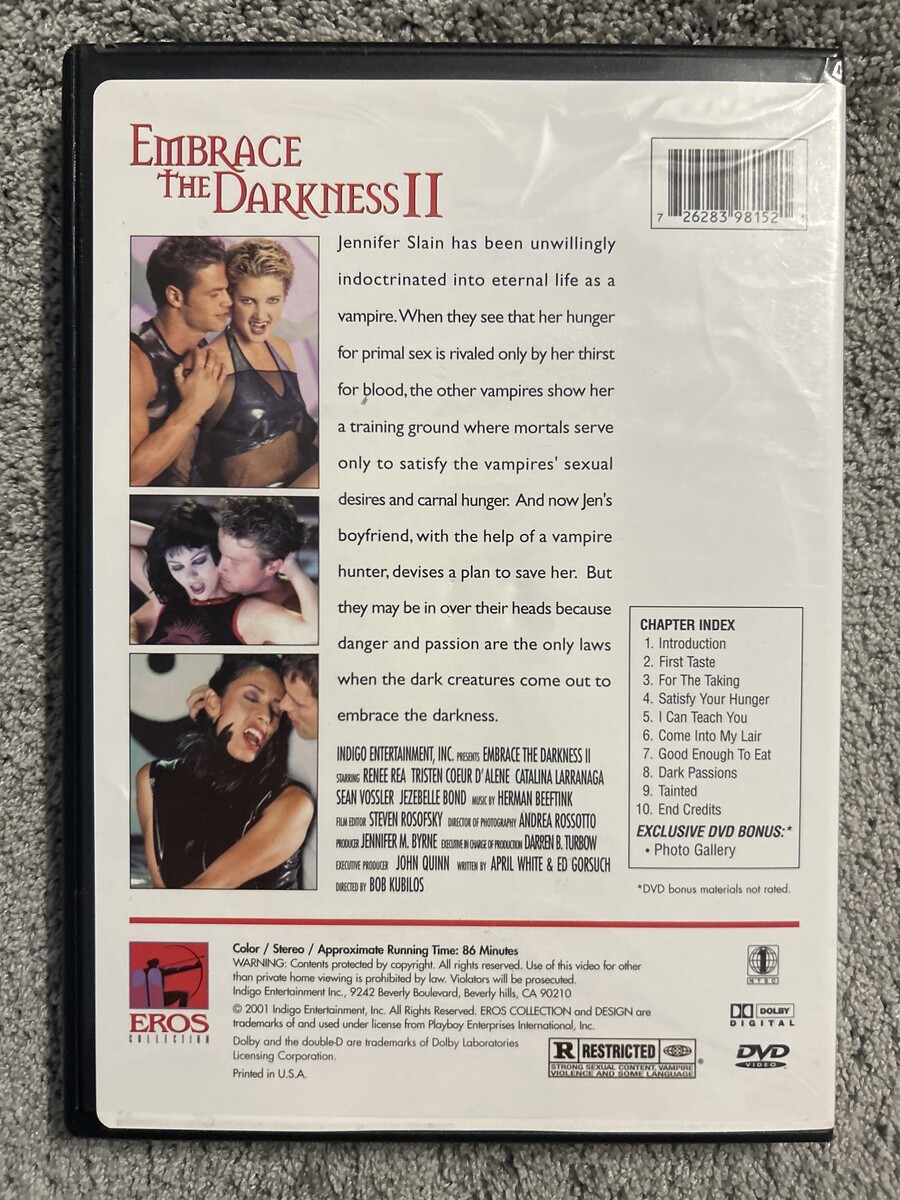 EMBRACE
THE DARKNESS II
7 26283 98152
Jennifer Slain has been unwillingly
indoctrinated into eternal life as a
vampire. When they see that her hunger
for primal sex is rivaled only by her thirst
for blood, the other vampires show her
a training ground where mortals serve
only to satisfy the vampires' sexual
desires and carnal hunger. And now Jen's
boyfriend, with the help of a vampire
hunter, devises a plan to save her. But
they may be in over their heads because
danger and passion are the only laws
when the dark creatures come out to
embrace the darkness.
INDIGO ENTERTAINMENT, INC. PRESENTS EMBRACE THE DARKNESS II
STARRING RENEE REA TRISTEN COEUR D'ALENE CATALINA LARRANAGA
SEAN VOSSLER JEZEBELLE BOND MUSIC BY HERMAN BEEFTINK
FILM EDITOR STEVEN ROSOFSKY DIRECTOR OF PHOTOGRAPHY ANDREA ROSSOTTO
PRODUCER JENNIFER M. BYRNE EXECUTIVE IN CHARGE OF PRODUCTION DARREN B. TURBOW
EXECUTIVE PRODUCER JOHN QUINN WRITTEN BY APRIL WHITE & ED GORSUCH
DIRECTED BY BOB KUBILOS
CHAPTER INDEX
1. Introduction
2. First Taste
3. For The Taking
4. Satisfy Your Hunger
5. I Can Teach You
6. Come Into My Lair
7. Good Enough To Eat
8. Dark Passions
9. Tainted
10. End Credits
EXCLUSIVE DVD BONUS:*
• Photo Gallery
*DVD bonus materials not rated.
EROS
COLLECTION
Color / Stereo / Approximate Running Time: 86 Minutes
WARNING: Contents protected by copyright. All rights reserved. Use of this video for other
than private home viewing is prohibited by law. Violators will be prosecuted.
Indigo Entertainment Inc., 9242 Beverly Boulevard, Beverly hills, CA 90210
© 2001 Indigo Entertainment, Inc. All Rights Reserved. EROS COLLECTION and DESIGN are
trademarks of and used under license from Playboy Enterprises International, Inc.
Dolby and the double-D are trademarks of Dolby Laboratories
Licensing Corporation.
Printed in U.S.A.
R RESTRICTED ®
STRONG SEXUAL CONTENT, VAMPIRE
VIOLENCE AND SOME LANGUAGE
1
NTSC
DOLBY
DIGITAL
DVD
VIDEO